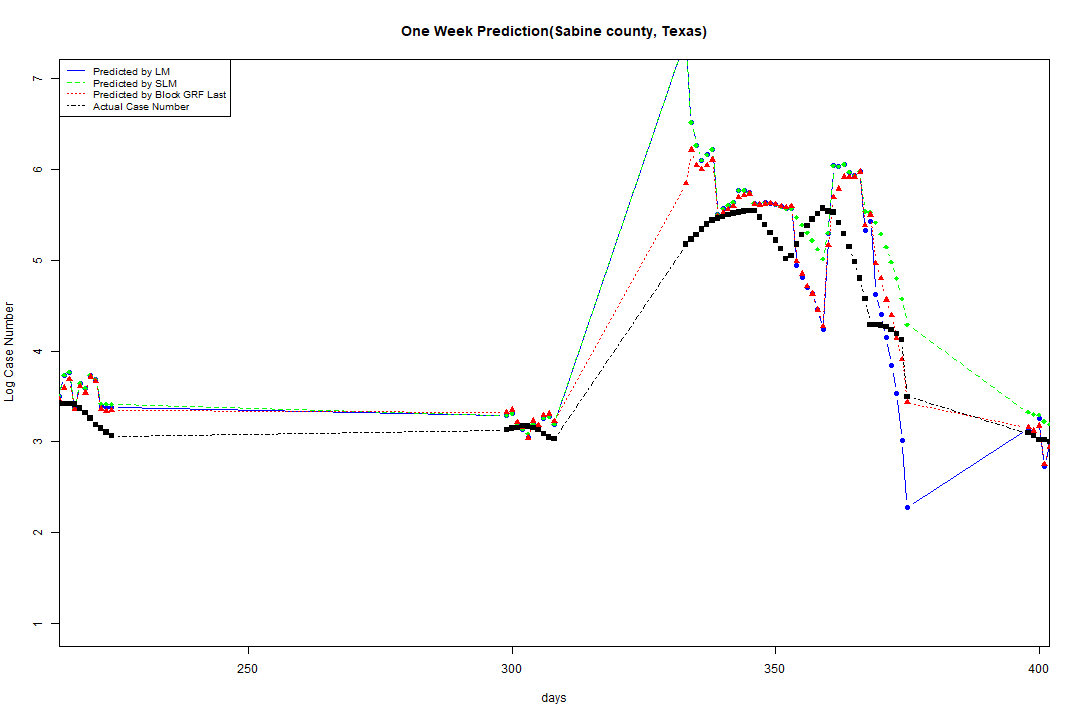 One Week Prediction(Sabine county, Texas)
Predicted by LM
Predicted by SLM
Predicted by Block GRF Last
Actual Case Number
7
6
5
4
3
2
1
Log Case Number
250 300 350 400
days